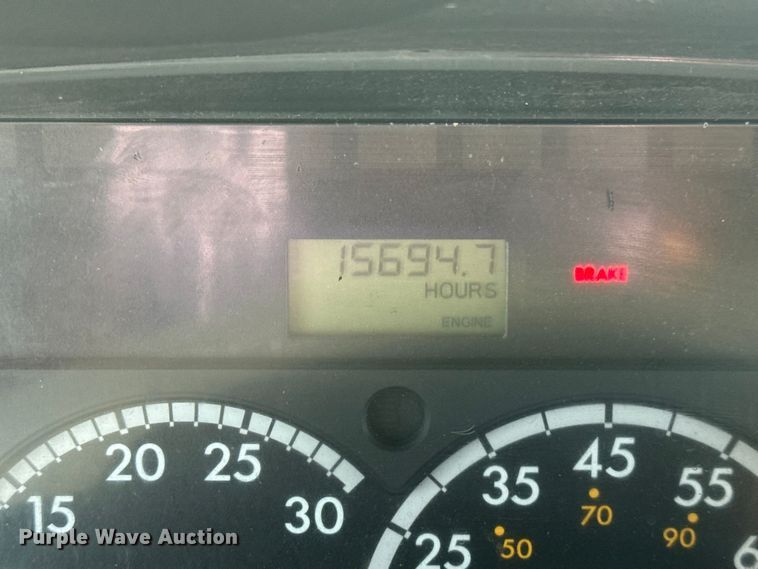 15694.7
HOURS
ENGINE
BRAKE
15 20 25 30
25 35 45 55
50 70 90
Purple Wave Auction